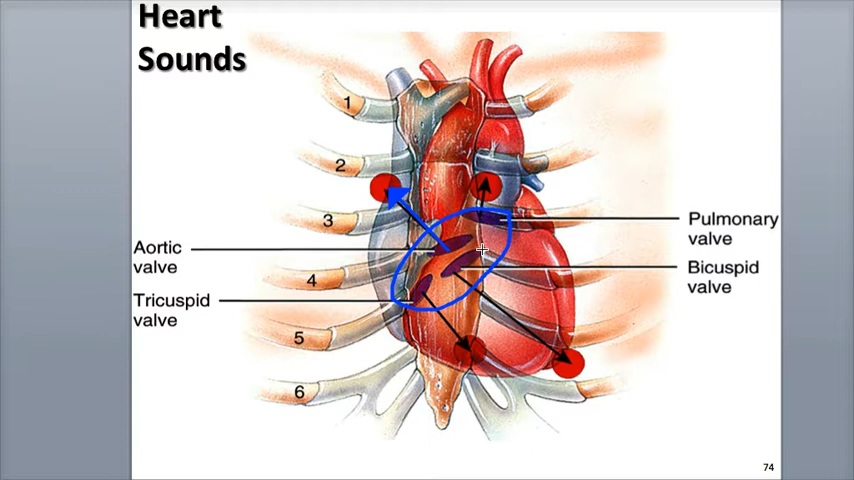 Heart
Sounds
1
2
3
Pulmonary
valve
Aortic
valve
4
Bicuspid
valve
Tricuspid
valve
5
6
74